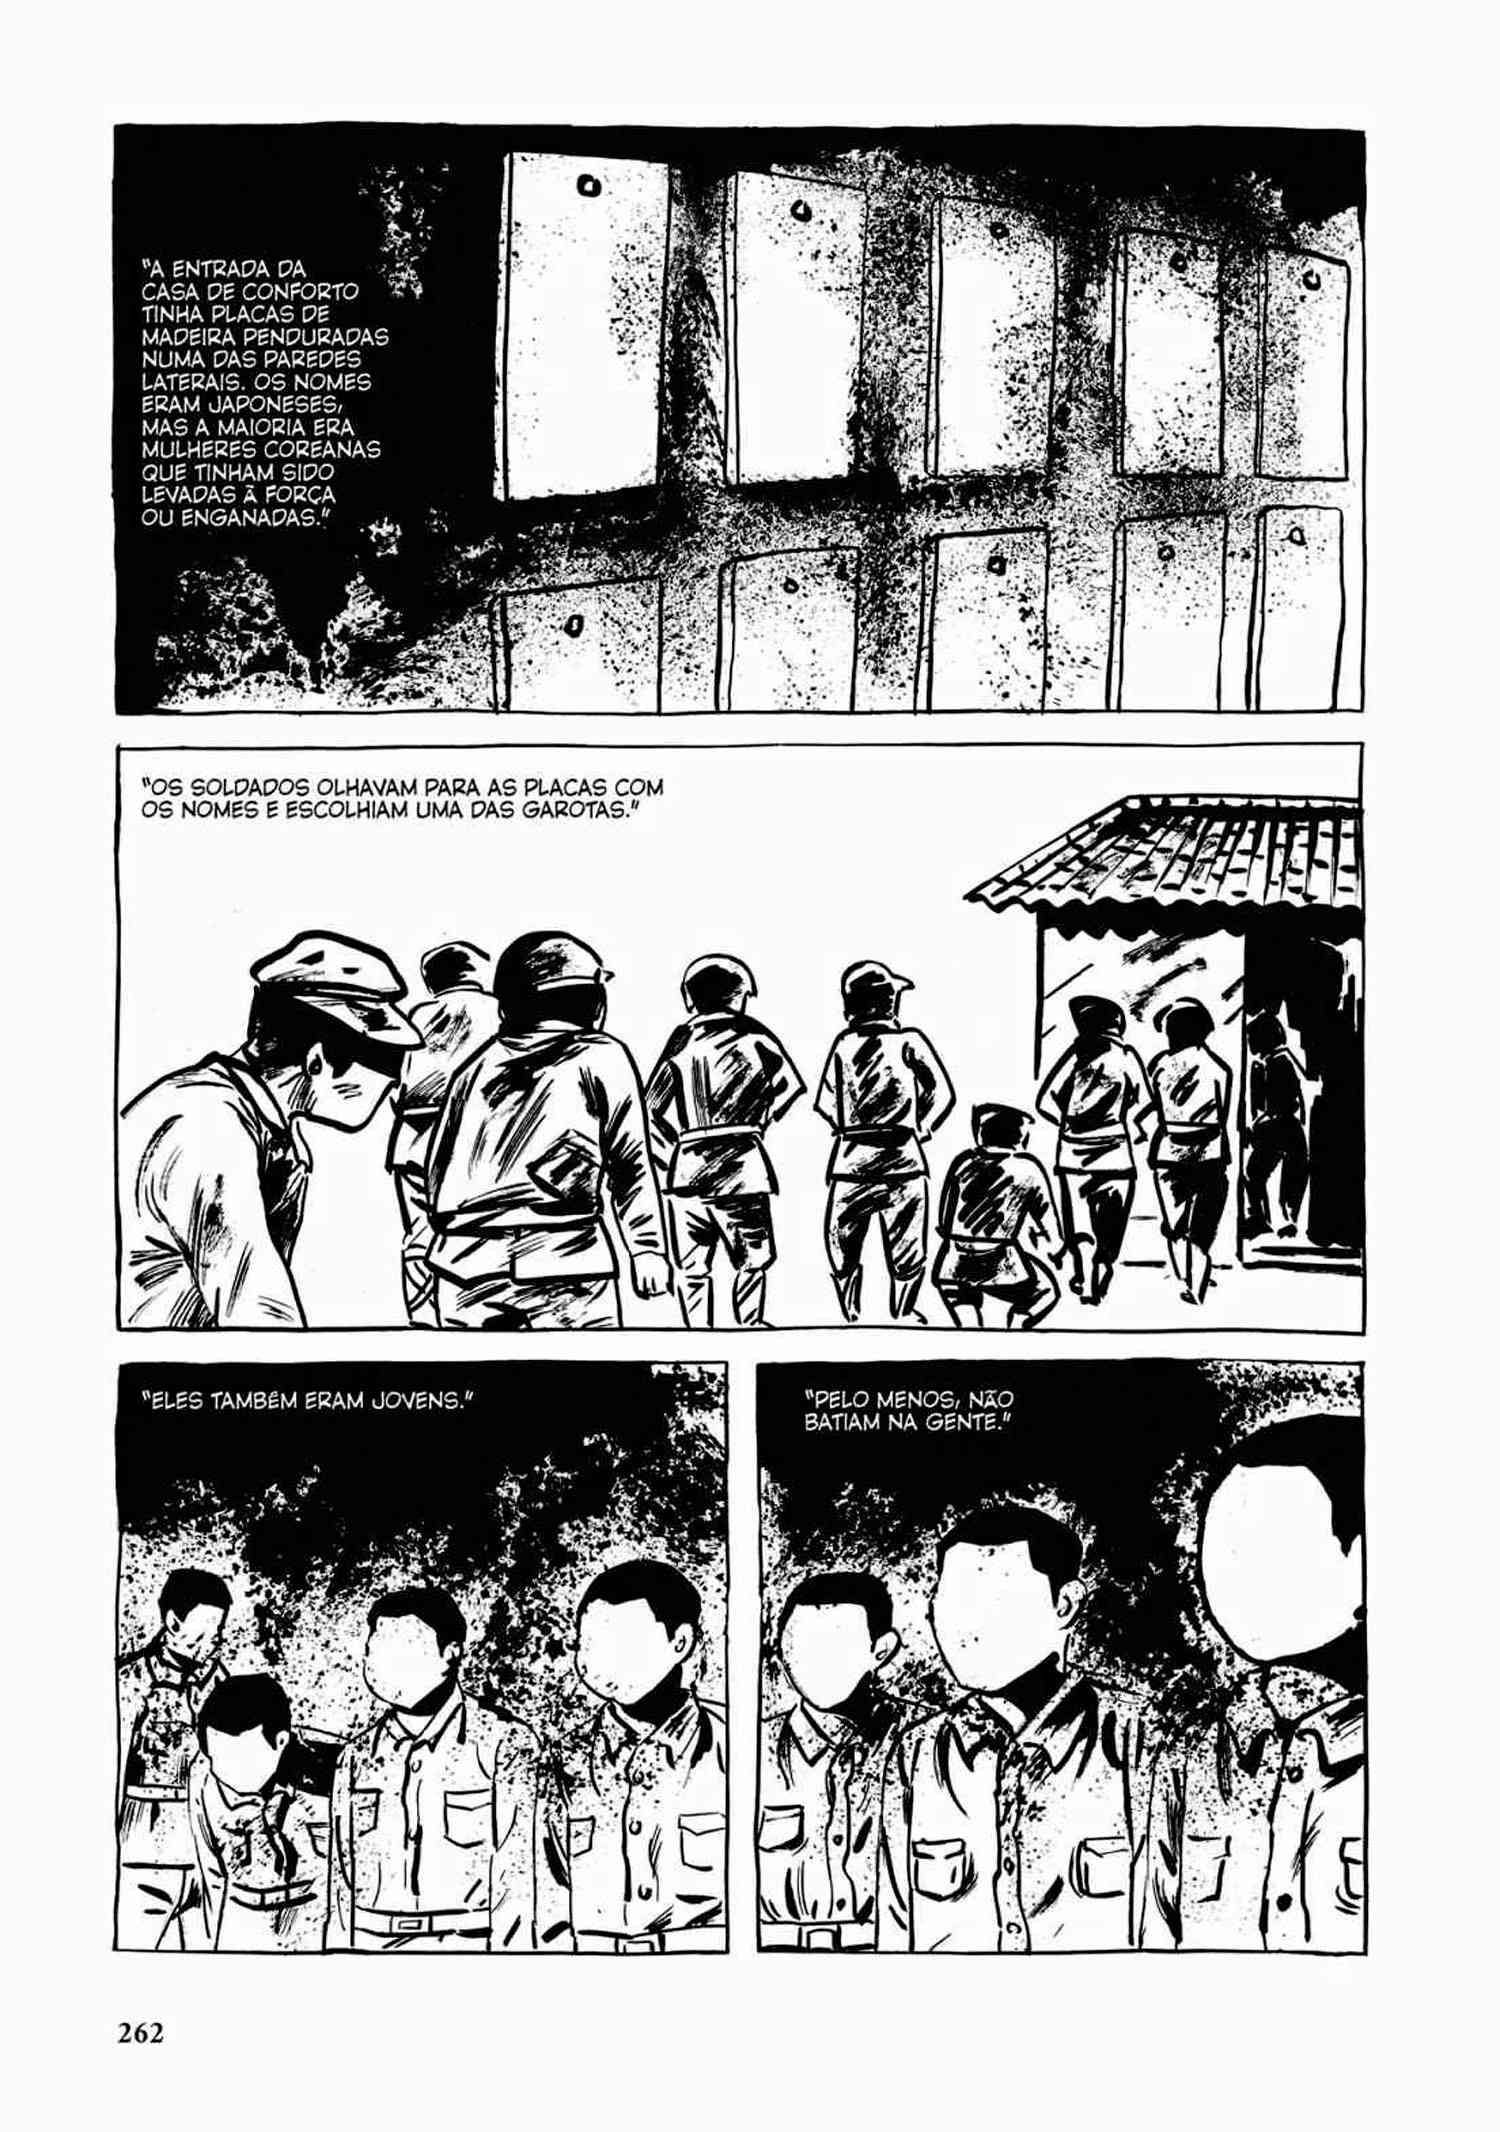 "A ENTRADA DA
CASA DE CONFORTO
TINHA PLACAS DE
MADEIRA PENDURADAS
NUMA DAS PAREDES
LATERAIS. OS NOMES
ERAM JAPONESES,
MAS A MAIORIA ERA
MULHERES COREANAS
QUE TINHAM SIDO
LEVADAS À FORÇA
OU ENGANADAS."
"OS SOLDADOS OLHAVAM PARA AS PLACAS COM
OS NOMES E ESCOLHIAM UMA DAS GAROTAS."
"ELES TAMBÉM ERAM JOVENS."
"PELO MENOS, NÃO
BATIAM NA GENTE."
262